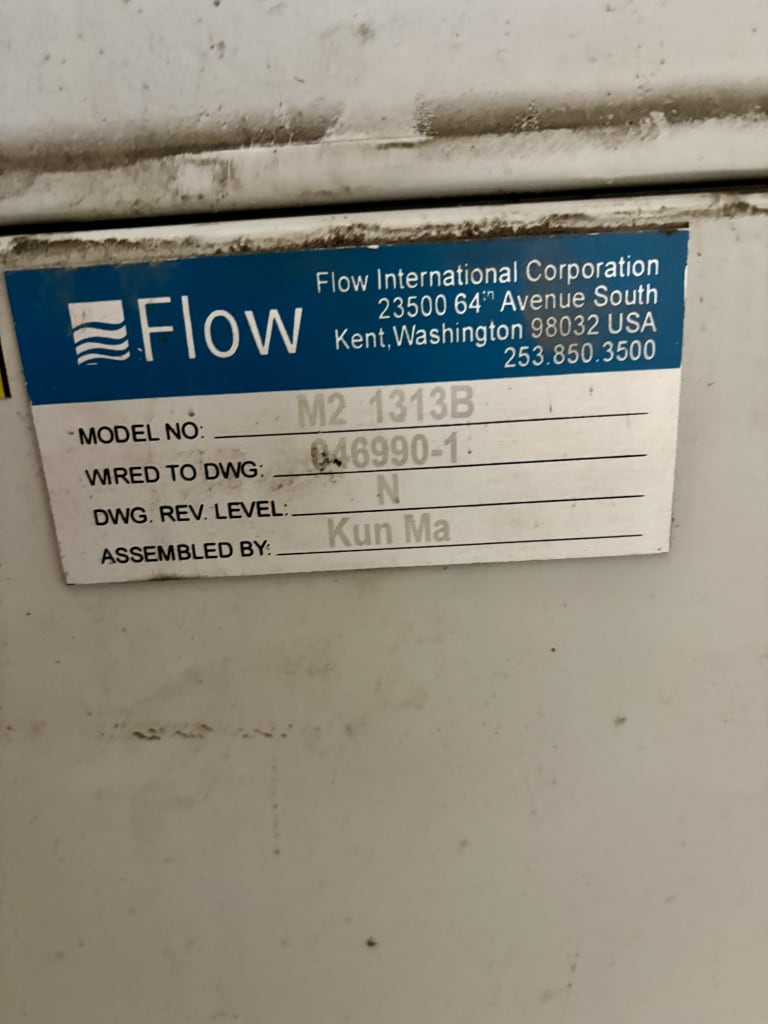 Flow
Flow International Corporation
23500 64th Avenue South
Kent,Washington 98032 USA
253.850.3500
MODEL NO: M2 1313B
WIRED TO DWG: 046990-1
DWG. REV. LEVEL: N
ASSEMBLED BY: Kun Ma